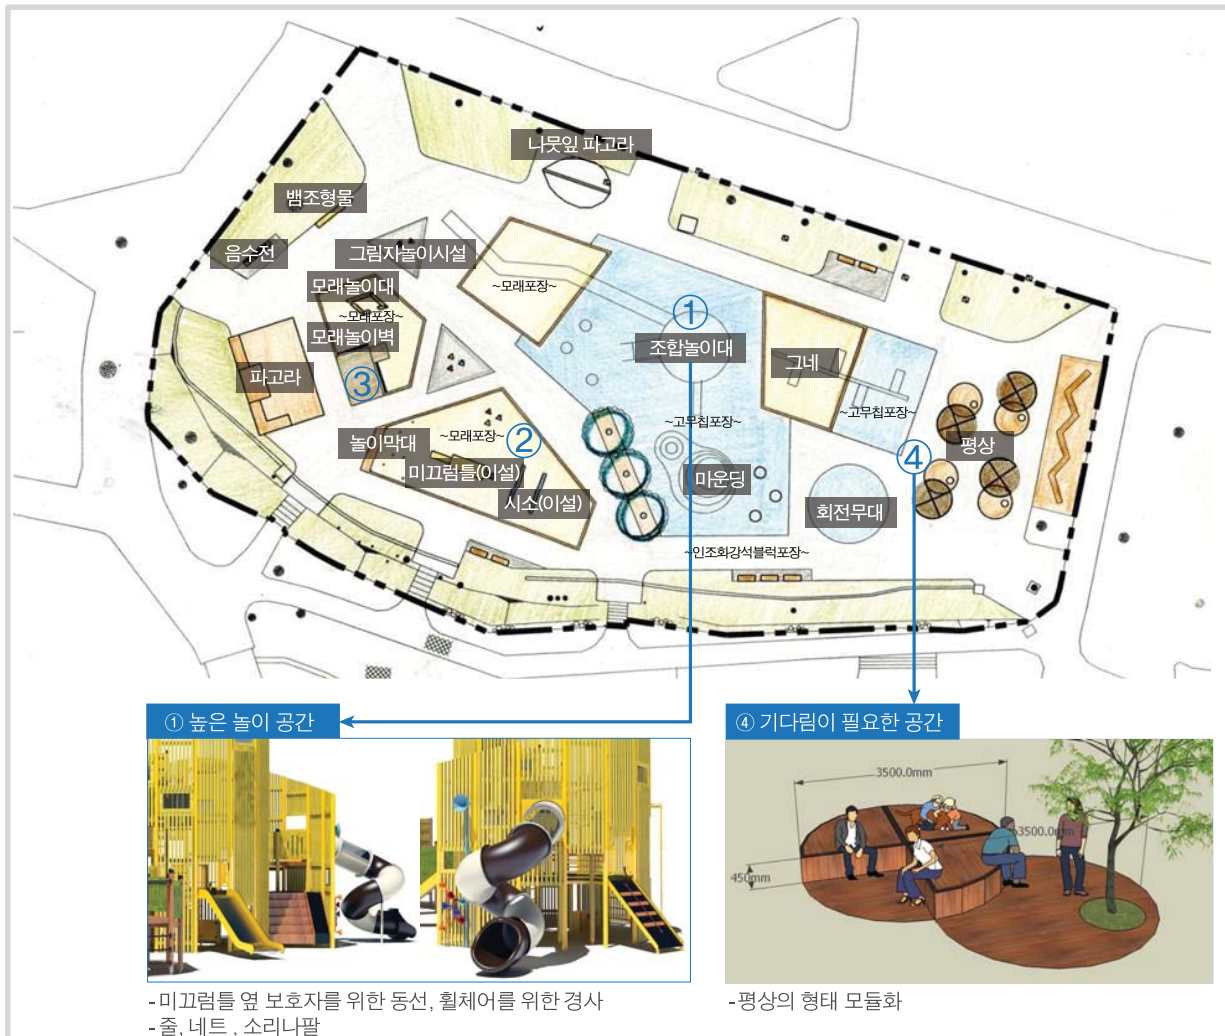 나뭇잎 파고라
뱀조형물
음수전
그림자놀이시설
모래놀이대
~모래포장~
~모래포장~
①
모래놀이벽
조합놀이대
그네
파고라
③
~고무칩포장~
~고무칩포장~
놀이막대
~모래포장~
②
평상
④
미끄럼틀(이설)
마운딩
시소(이설)
회전무대
~인조화강석블럭포장~
① 높은 놀이 공간
④ 기다림이 필요한 공간
3500.0mm
3500.0mm
450mm
-미끄럼틀 옆 보호자를 위한 동선, 휠체어를 위한 경사
-줄, 네트 , 소리나팔
-평상의 형태 모듈화